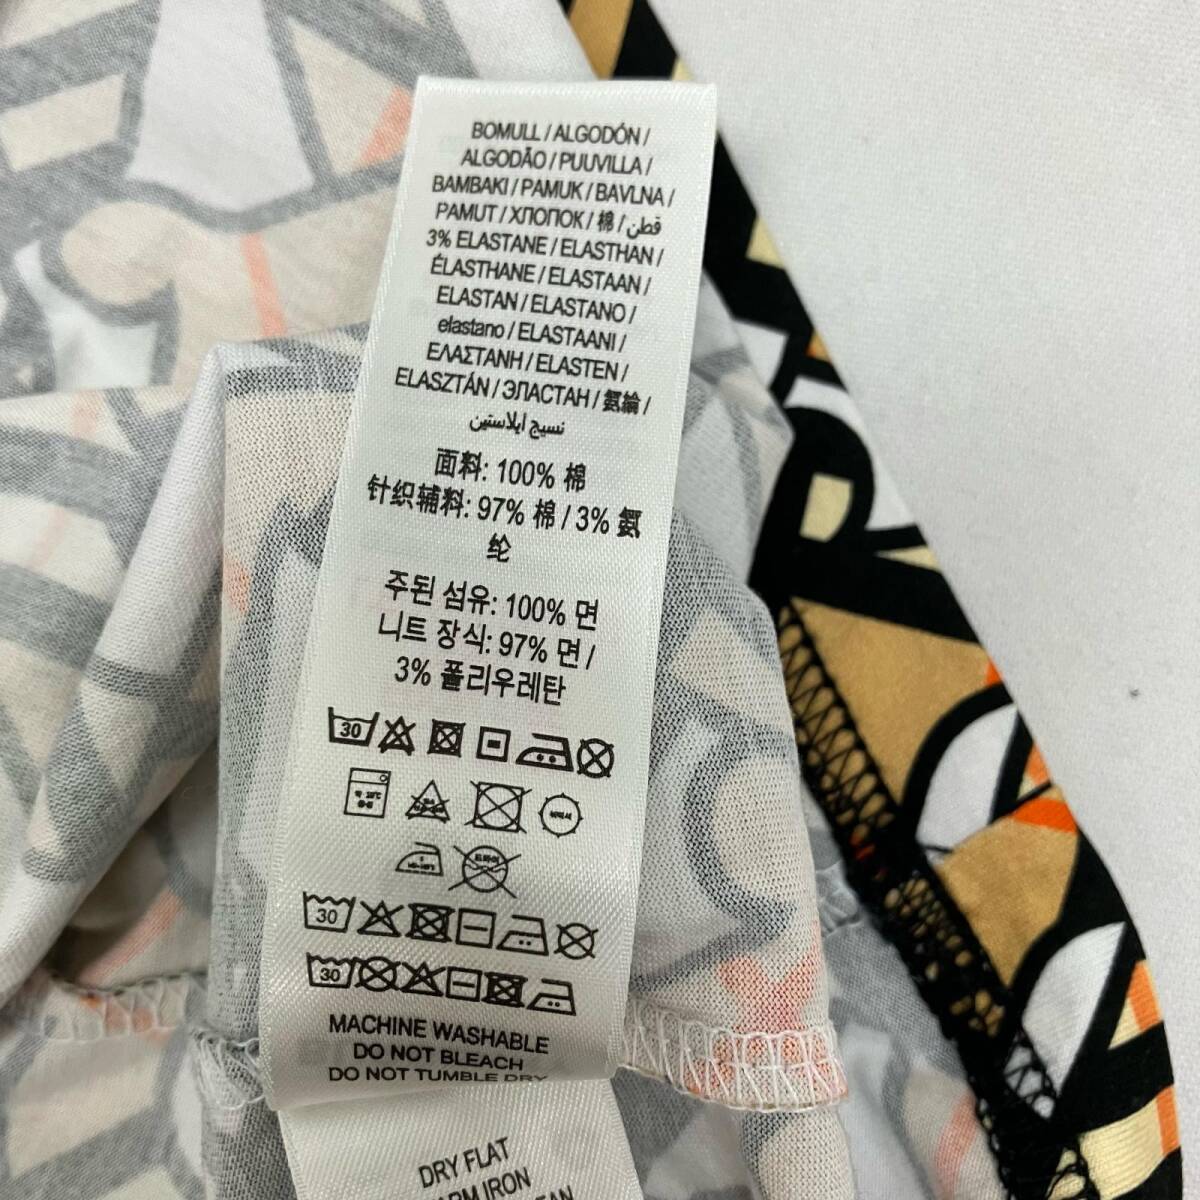 BOMULL / ALGODÓN /
ALGODÃO / PUUVILLA /
BAMBAKI / PAMUK / BAVLNA /
PAMUT / ХЛОПОК / 棉 / قطن
3% ELASTANE / ELASTHAN /
ÉLASTHANE / ELASTAAN /
ELASTAN / ELASTANO /
elastano / ELASTAANI /
ΕΛΑΣΤΑΝΗ / ELASTEN /
ELASZTÁN / ЭЛАСТАН / 氨綸 /
نسيج ايلاستين
面料: 100% 棉
针织辅料: 97% 棉 / 3% 氨
纶
주된 섬유: 100% 면
니트 장식: 97% 면 /
3% 폴리우레탄
30
30
30
MACHINE WASHABLE
DO NOT BLEACH
DO NOT TUMBLE DRY
DRY FLAT
IRON